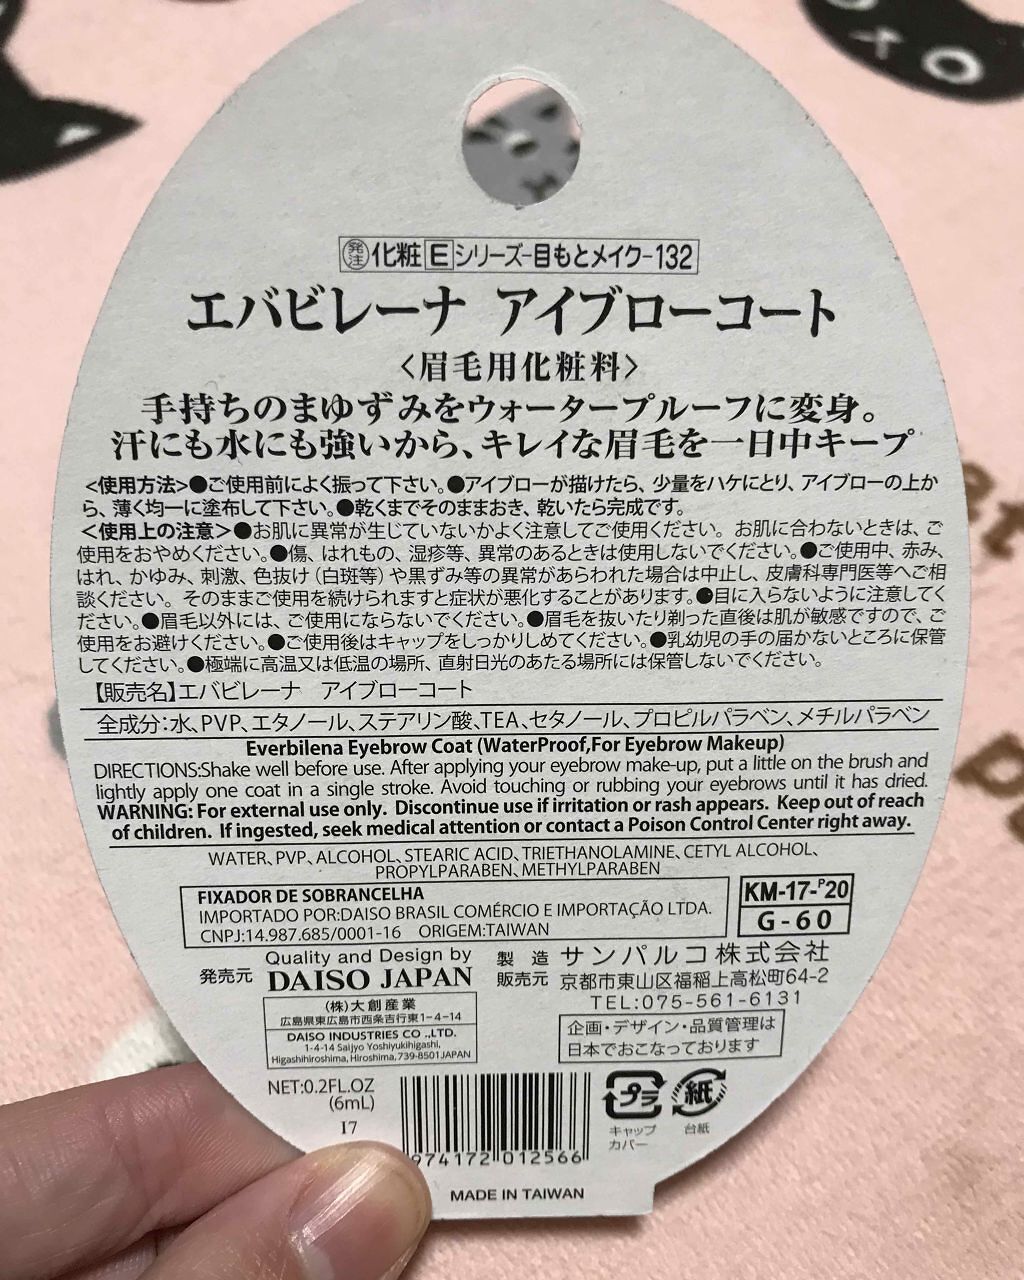 発注 化粧 E シリーズ-目もとメイク-132
エバビレーナ アイブローコート
〈眉毛用化粧料〉
手持ちのまゆずみをウォータープルーフに変身。
汗にも水にも強いから、キレイな眉毛を一日中キープ
<使用方法>●ご使用前によく振って下さい。●アイブローが描けたら、少量をハケにとり、アイブローの上か
ら、薄く均一に塗布して下さい。●乾くまでそのままおき、乾いたら完成です。
<使用上の注意>●お肌に異常が生じていないかよく注意してご使用ください。お肌に合わないときは、ご
使用をおやめください。●傷、はれもの、湿疹等、異常のあるときは使用しないでください。●ご使用中、赤み、
はれ、かゆみ、刺激、色抜け(白斑等)や黒ずみ等の異常があらわれた場合は中止し、皮膚科専門医等へご相
談ください。そのままご使用を続けられますと症状が悪化することがあります。●目に入らないように注意してく
ださい。●眉毛以外には、ご使用にならないでください。●眉毛を抜いたり剃った直後は肌が敏感ですので、ご
使用をお避けください。●ご使用後はキャップをしっかりしめてください。●乳幼児の手の届かないところに保管
してください。●極端に高温又は低温の場所、直射日光のあたる場所には保管しないでください。
【販売名】エバビレーナ アイブローコート
全成分:水、PVP、エタノール、ステアリン酸、TEA、セタノール、プロピルパラベン、メチルパラベン
Everbilena Eyebrow Coat (WaterProof,For Eyebrow Makeup)
DIRECTIONS:Shake well before use. After applying your eyebrow make-up, put a little on the brush and
lightly apply one coat in a single stroke. Avoid touching or rubbing your eyebrows until it has dried.
WARNING: For external use only. Discontinue use if irritation or rash appears. Keep out of reach
of children. If ingested, seek medical attention or contact a Poison Control Center right away.
WATER、PVP、ALCOHOL、STEARIC ACID、TRIETHANOLAMINE、CETYL ALCOHOL、
PROPYLPARABEN、METHYLPARABEN
FIXADOR DE SOBRANCELHA
IMPORTADO POR:DAISO BRASIL COMÉRCIO E IMPORTAÇÃO LTDA.
CNPJ:14.987.685/0001-16 ORIGEM:TAIWAN
KM-17-P20
G-60
発売元
Quality and Design by
DAISO JAPAN
(株)大創産業
広島県東広島市西条吉行東1-4-14
DAISO INDUSTRIES CO .,LTD.
1-4-14 Saijyo Yoshiyukihigashi,
Higashihiroshima, Hiroshima,739-8501JAPAN
製造販売元 サンパルコ株式会社
京都市東山区福稲上高松町64-2
TEL:075-561-6131
企画・デザイン・品質管理は
日本でおこなっております
NET:0.2FL.OZ
(6mL)
I7
974172 012566
プラ
キャップ
カバー
紙
台紙
MADE IN TAIWAN